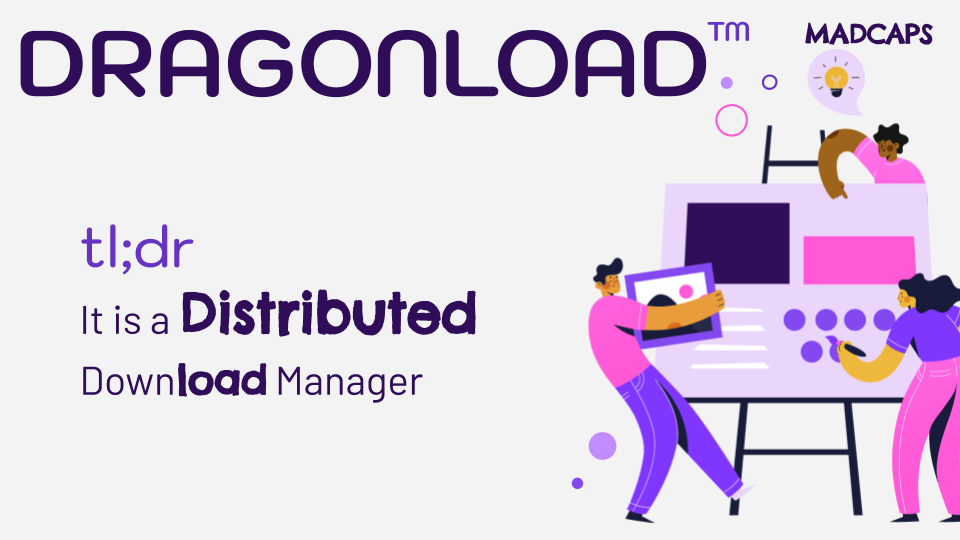 DRAGONLOAD™
MADCAPS
tl;dr
It is a Distributed
Download Manager